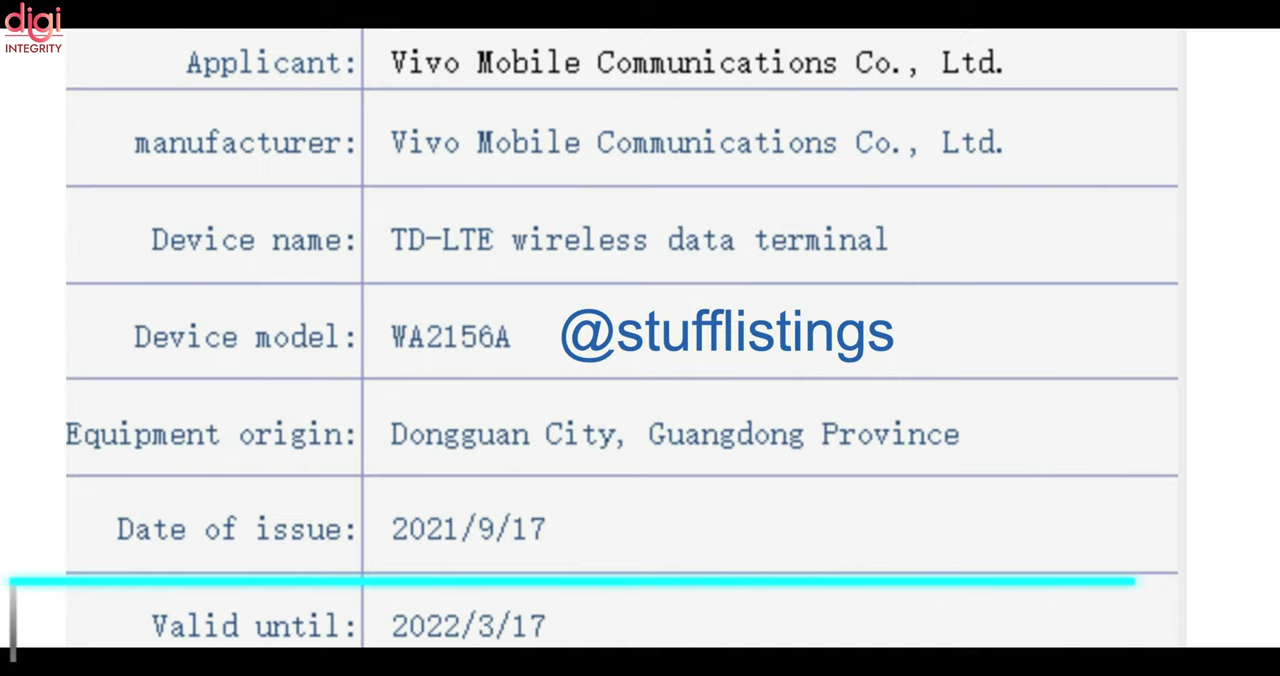 digi
INTEGRITY
Applicant: Vivo Mobile Communications Co., Ltd.
manufacturer: Vivo Mobile Communications Co., Ltd.
Device name: TD-LTE wireless data terminal
Device model: WA2156A @stufflistings
Equipment origin: Dongguan City, Guangdong Province
Date of issue: 2021/9/17
Valid until: 2022/3/17